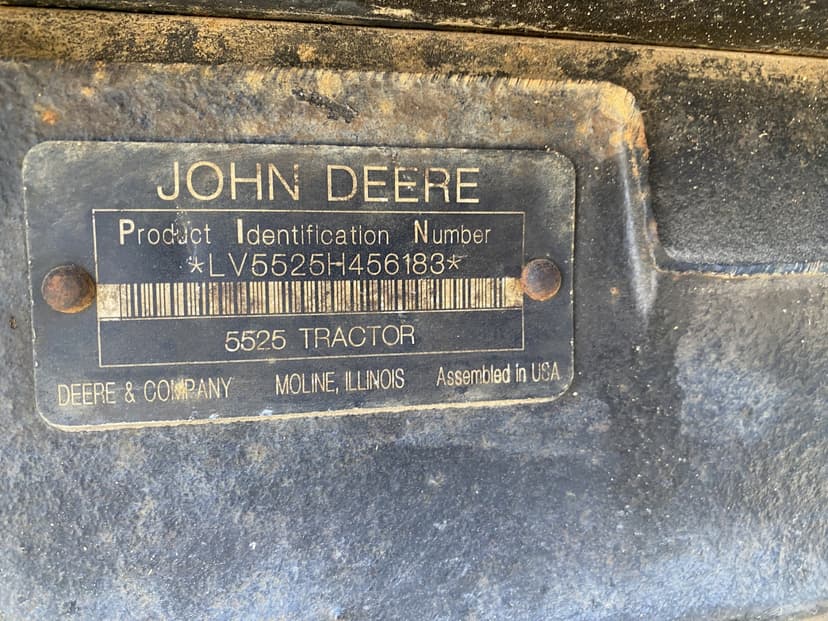 JOHN DEERE
Product Identification Number
*LV5525H456183*
5525 TRACTOR
DEERE & COMPANY MOLINE, ILLINOIS Assembled in USA